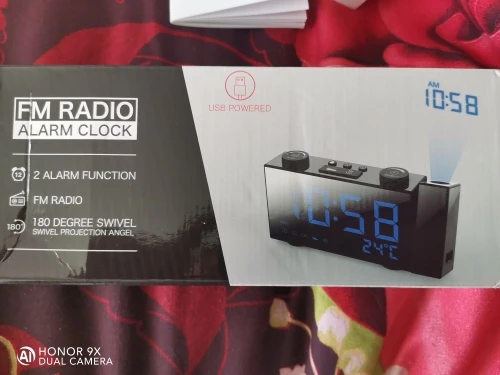 FM RADIO
ALARM CLOCK
12
2 ALARM FUNCTION
FM RADIO
180°
180 DEGREE SWIVEL
SWIVEL PROJECTION ANGEL
USB POWERED
AM
10:58
10:58
24°C
HONOR 9X
DUAL CAMERA